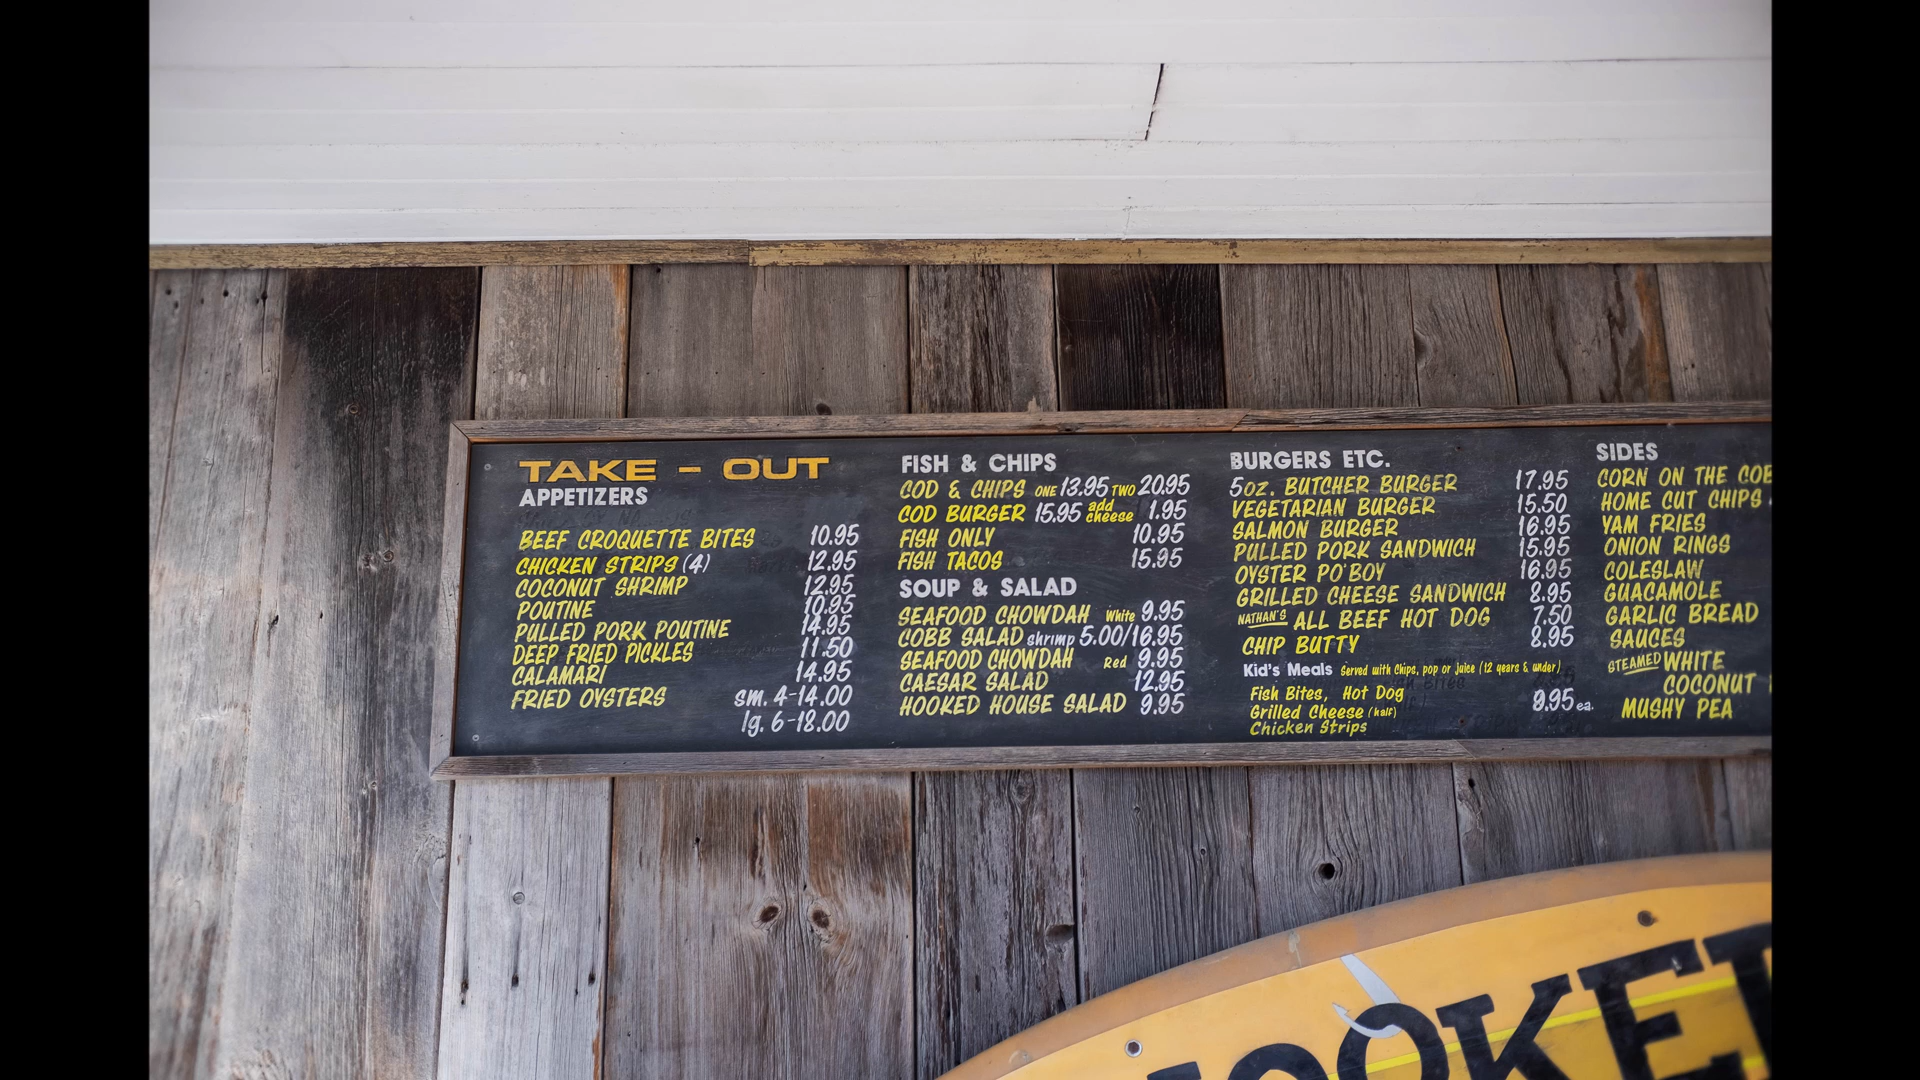 TAKE - OUT
APPETIZERS
BEEF CROQUETTE BITES 10.95
CHICKEN STRIPS (4) 12.95
COCONUT SHRIMP 12.95
POUTINE 10.95
PULLED PORK POUTINE 14.95
DEEP FRIED PICKLES 11.50
CALAMARI 14.95
FRIED OYSTERS sm. 4-14.00
lg. 6-18.00
FISH & CHIPS
COD & CHIPS ONE 13.95 TWO 20.95
COD BURGER 15.95 add cheese 1.95
FISH ONLY 10.95
FISH TACOS 15.95
SOUP & SALAD
SEAFOOD CHOWDAH White 9.95
COBB SALAD shrimp 5.00/16.95
SEAFOOD CHOWDAH Red 9.95
CAESAR SALAD 12.95
HOOKED HOUSE SALAD 9.95
BURGERS ETC.
5oz. BUTCHER BURGER 17.95
VEGETARIAN BURGER 15.50
SALMON BURGER 16.95
PULLED PORK SANDWICH 15.95
OYSTER PO'BOY 16.95
GRILLED CHEESE SANDWICH 8.95
NATHAN'S ALL BEEF HOT DOG 7.50
CHIP BUTTY 8.95
Kid's Meals Served with Chips, pop or juice (12 years & under)
Fish Bites, Hot Dog 9.95 ea.
Grilled Cheese (half)
Chicken Strips
SIDES
CORN ON THE COB
HOME CUT CHIPS
YAM FRIES
ONION RINGS
COLESLAW
GUACAMOLE
GARLIC BREAD
SAUCES
STEAMED WHITE
COCONUT
MUSHY PEA
OOKE